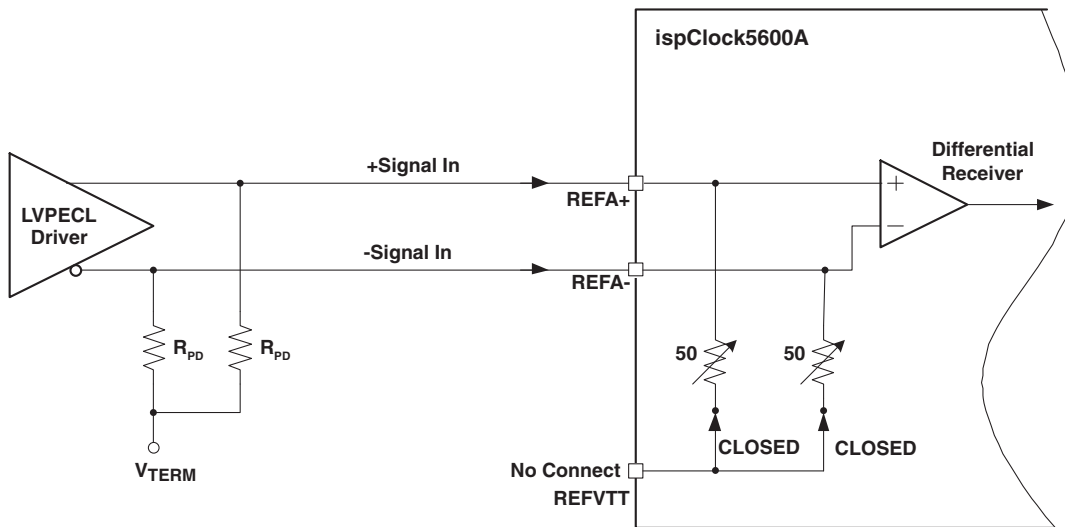 ispClock5600A
+Signal In
Differential
Receiver
LVPECL
Driver
REFA+
+
−
-Signal In
REFA-
R_PD
R_PD
50
50
CLOSED
CLOSED
V_TERM
No Connect
REFVTT